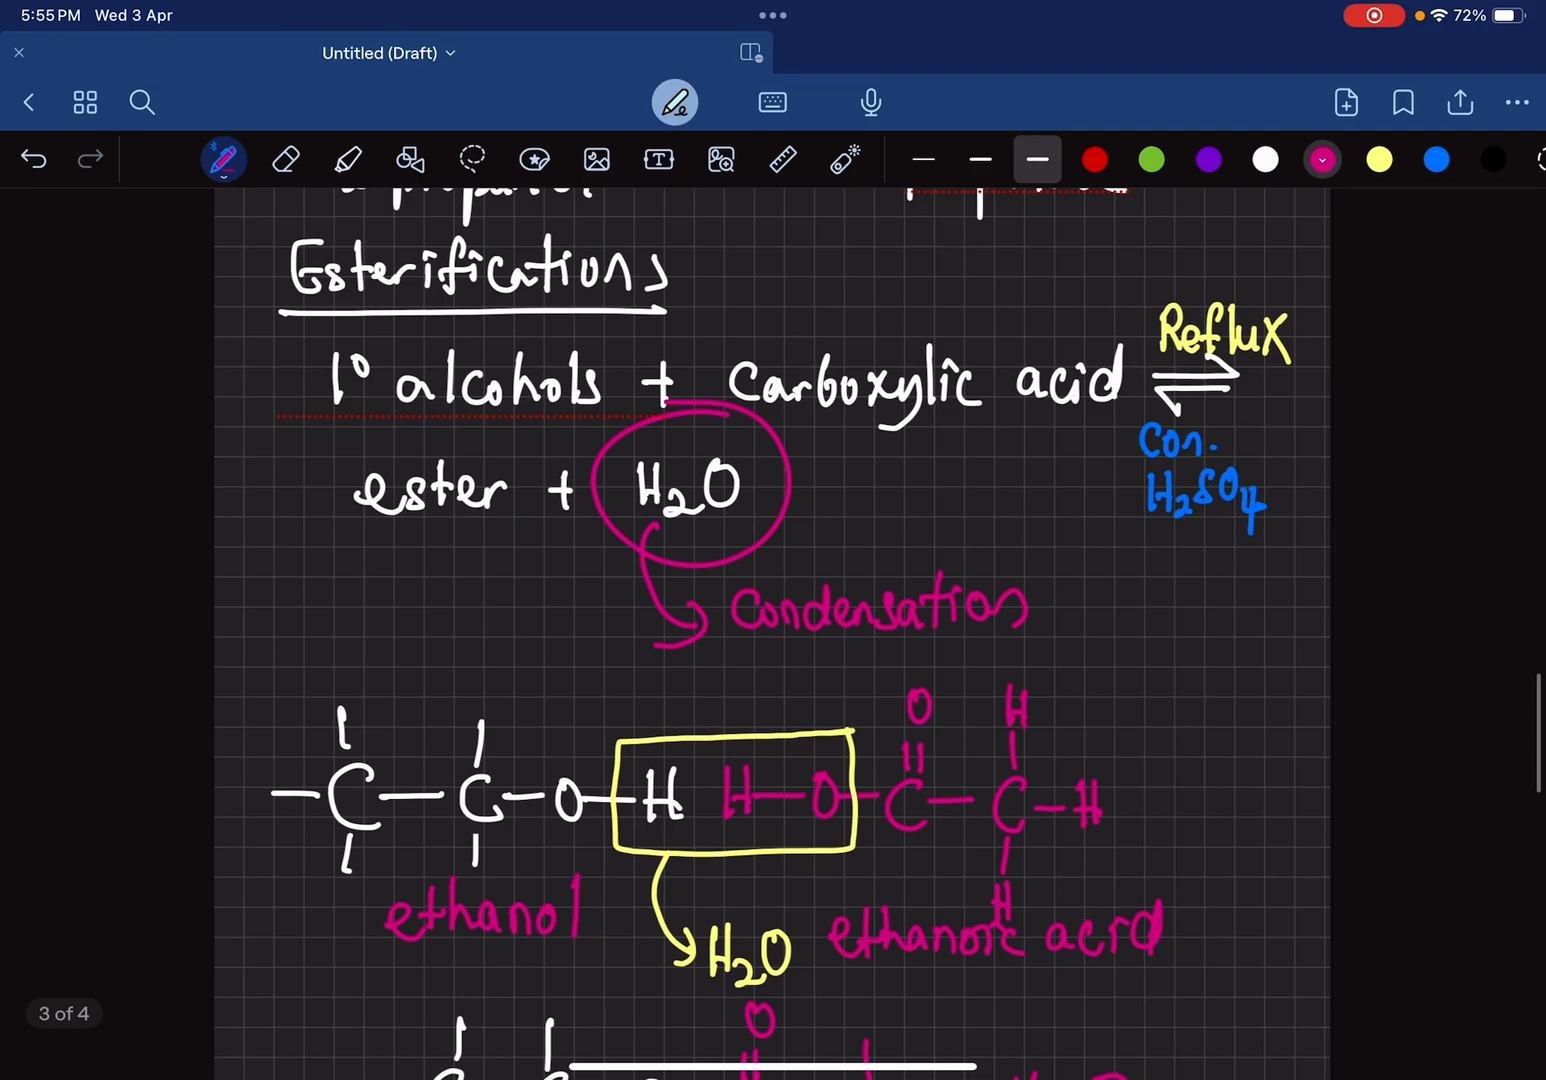 5:55 PM Wed 3 Apr
72%
Untitled (Draft)
T
Esterifications
1° alcohols + Carboxylic acid ⇌
Reflux
Con.
H₂SO₄
ester + H₂O
Condensation
O H
C — C — O — H H — O — C — C — H
H
ethanol
H₂O
ethanoic acid
3 of 4
O